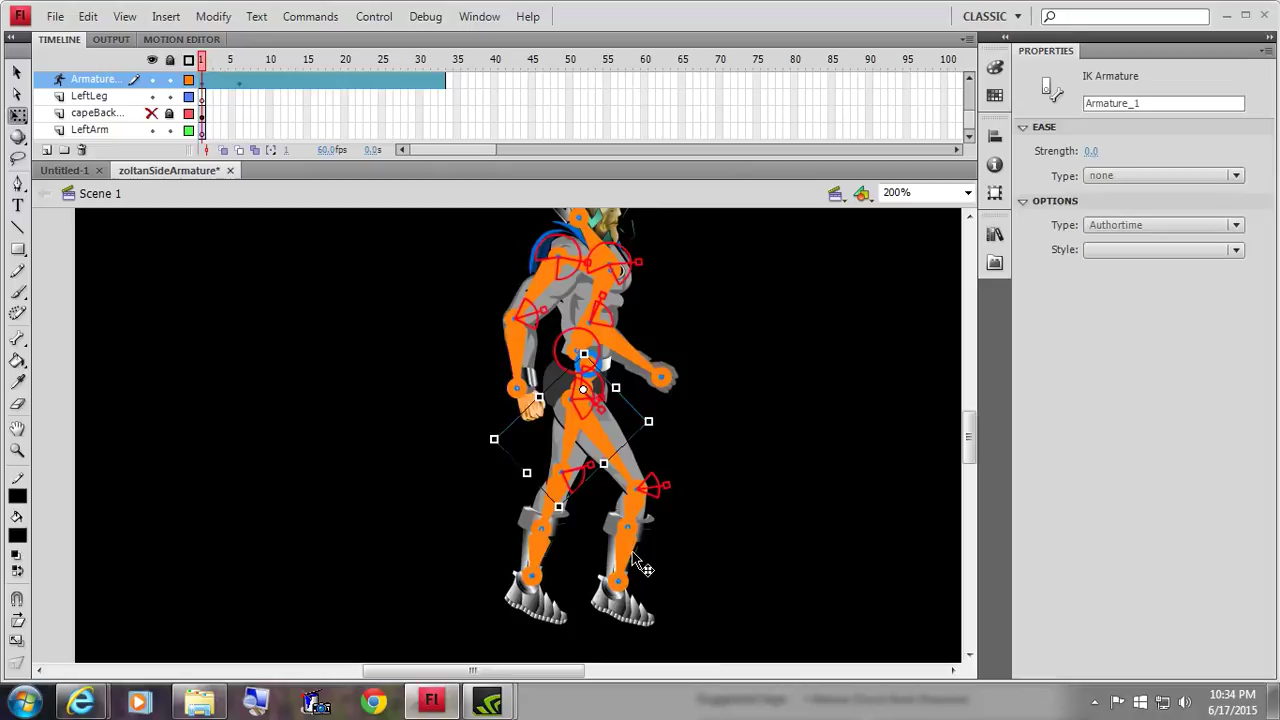 Fl File Edit View Insert Modify Text Commands Control Debug Window Help CLASSIC
TIMELINE OUTPUT MOTION EDITOR PROPERTIES
1 5 10 15 20 25 30 35 40 45 50 55 60 65 70 75 80 85 90 95 100
Armature...
LeftLeg
capeBack...
LeftArm
1 60.0fps 0.0s
IK Armature
Armature_1
EASE
Strength: 0.0
Type: none
OPTIONS
Type: Authortime
Style:
Untitled-1 zoltanSideArmature*
Scene 1 200%
T
Fl
10:34 PM
6/17/2015